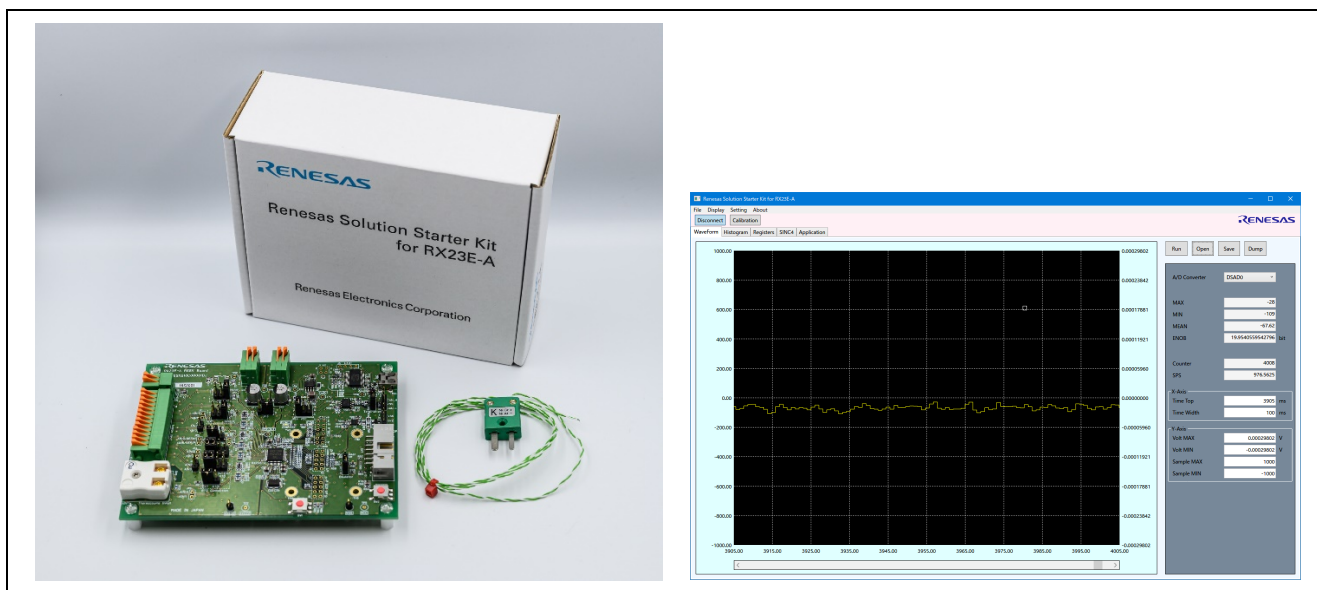 RENESAS
Renesas Solution Starter Kit
for RX23E-A
Renesas Electronics Corporation
RENESAS
K
MADE IN JAPAN
Renesas Solution Starter Kit for RX23E-A
File Display Setting About
Disconnect Calibration
RENESAS
Waveform Histogram Registers SINC4 Application
Run Open Save Dump
1000.00 0.00029802
800.00 0.00023842
600.00 0.00017881
400.00 0.00011921
200.00 0.00005960
0.00 0.00000000
-200.00 -0.00005960
-400.00 -0.00011921
-600.00 -0.00017881
-800.00 -0.00023842
-1000.00 -0.00029802
3905.00 3915.00 3925.00 3935.00 3945.00 3955.00 3965.00 3975.00 3985.00 3995.00 4005.00
A/D Converter DSAD0
MAX -28
MIN -109
MEAN -67.62
ENOB 19.9540559542796 bit
Counter 4008
SPS 976.5625
X-Axis
Time Top 3905 ms
Time Width 100 ms
Y-Axis
Volt MAX 0.00029802 V
Volt MIN -0.00029802 V
Sample MAX 1000
Sample MIN -1000